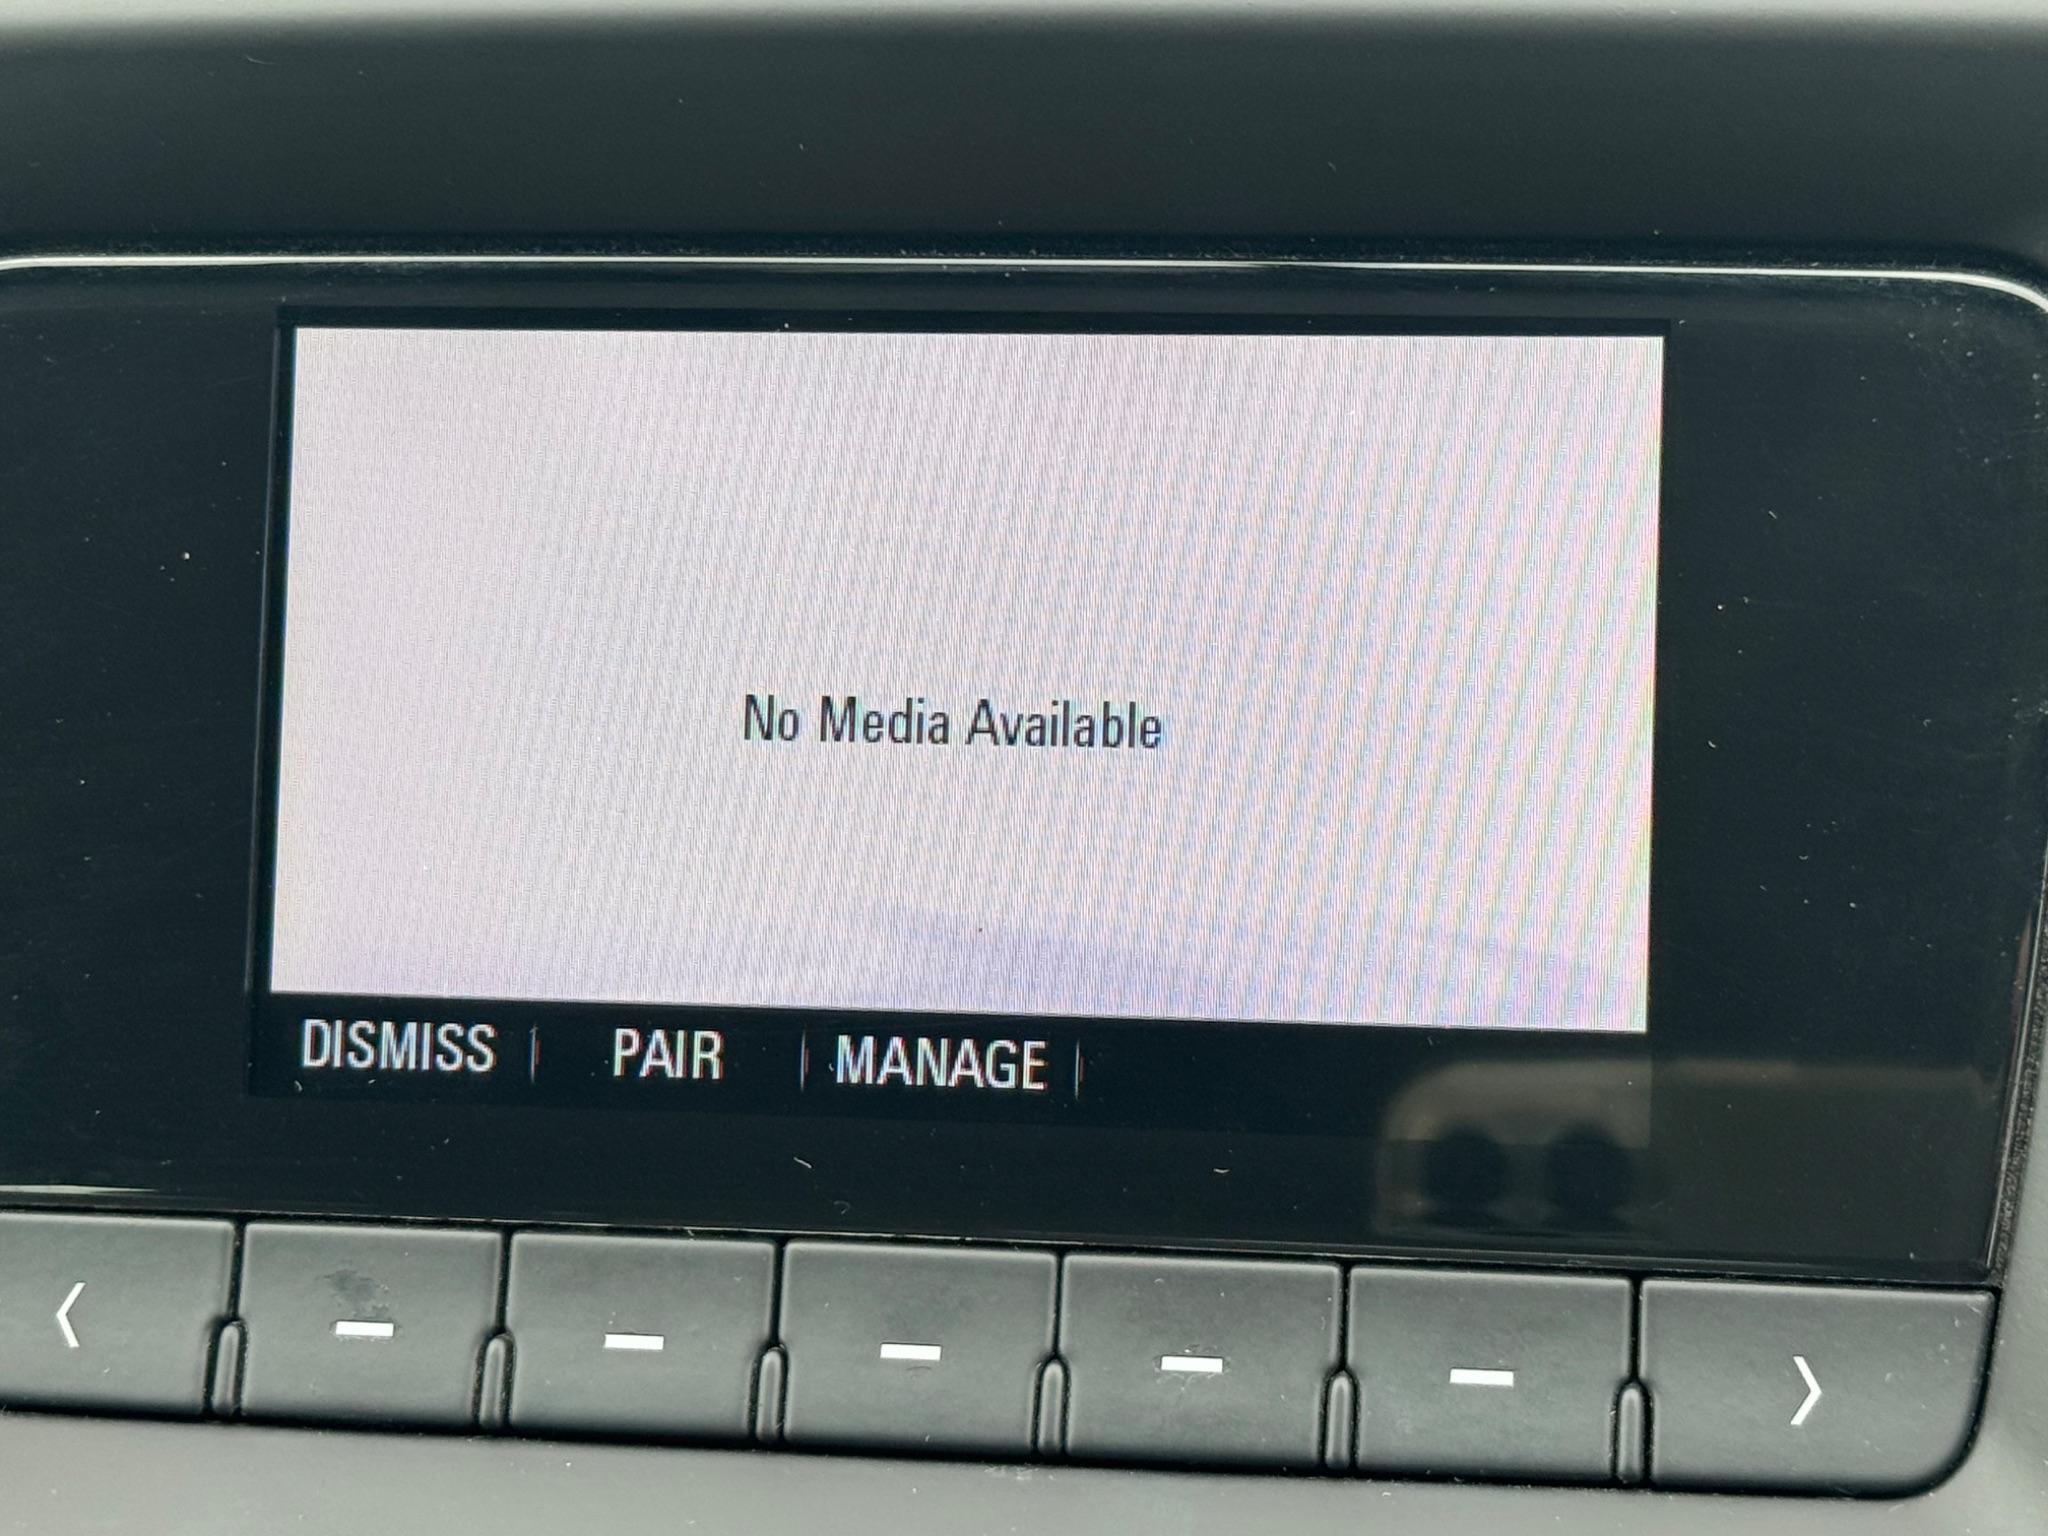 No Media Available
DISMISS | PAIR | MANAGE |